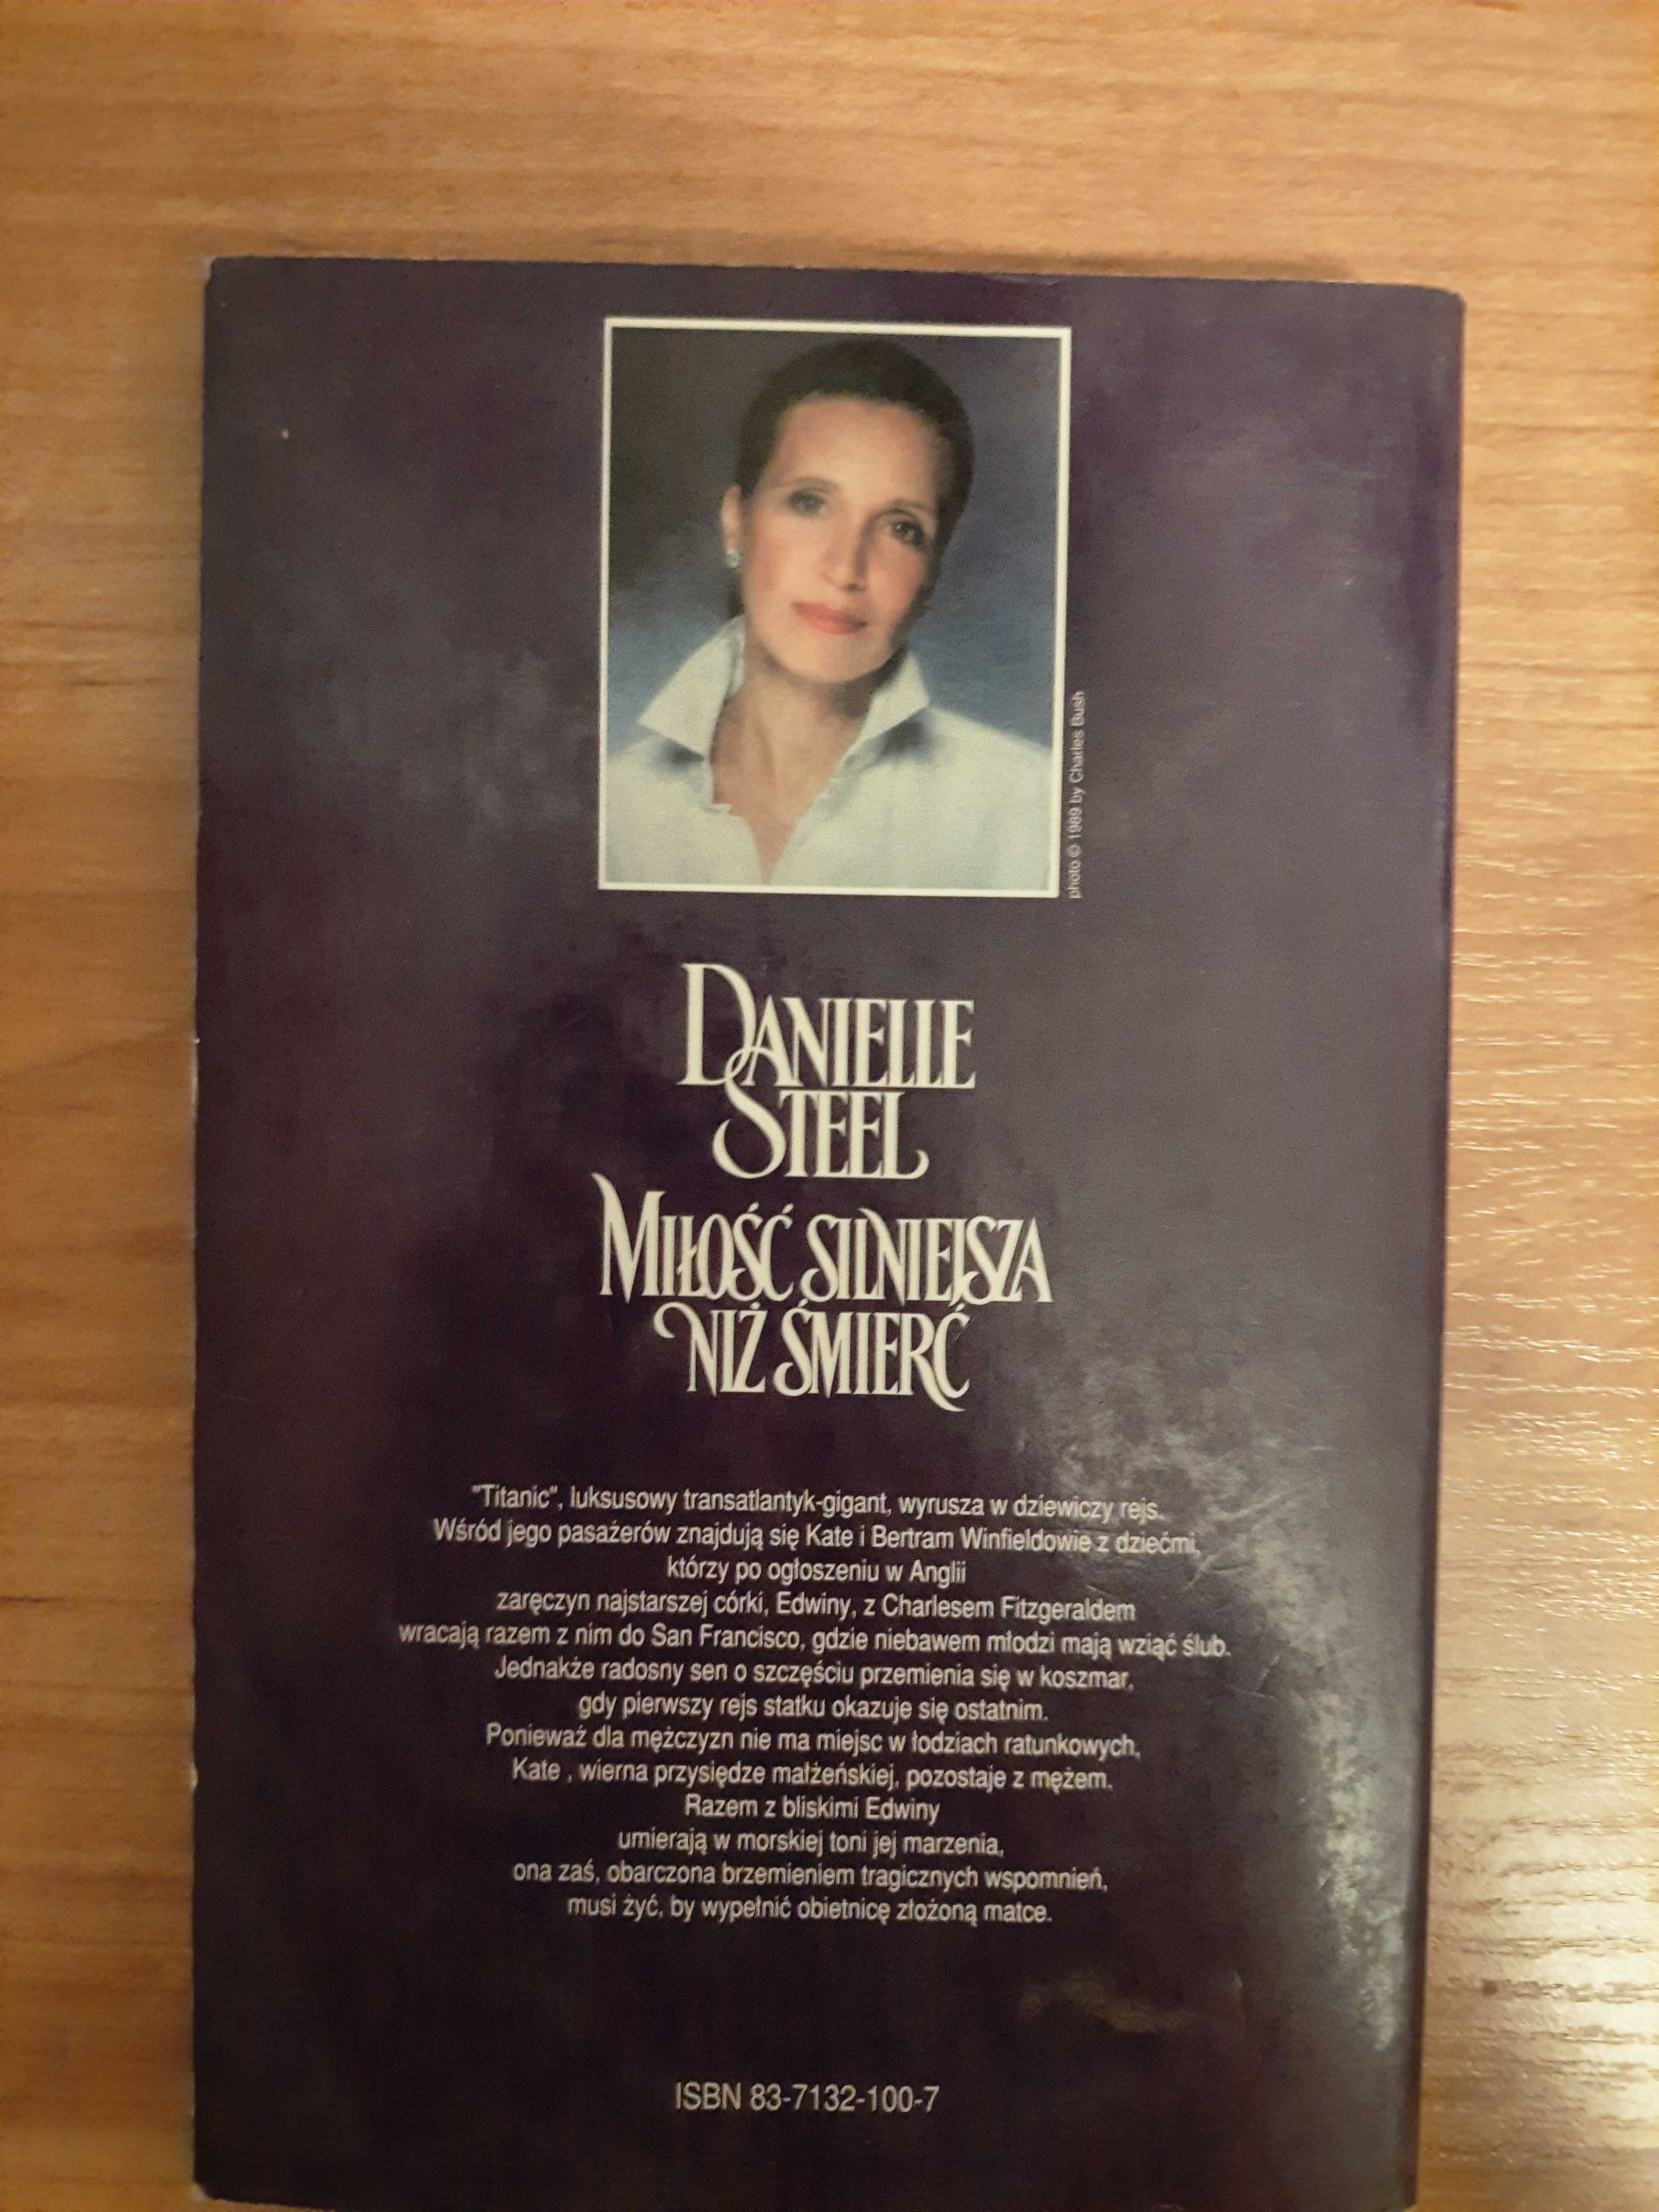 photo © 1989 by Charles Bush
DANIELLE
STEEL
MIŁOŚĆ SILNIEJSZA
NIŻ ŚMIERĆ
"Titanic", luksusowy transatlantyk-gigant, wyrusza w dziewiczy rejs.
Wśród jego pasażerów znajdują się Kate i Bertram Winfieldowie z dziećmi,
którzy po ogłoszeniu w Anglii
zaręczyn najstarszej córki, Edwiny, z Charlesem Fitzgeraldem
wracają razem z nim do San Francisco, gdzie niebawem młodzi mają wziąć ślub.
Jednakże radosny sen o szczęściu przemienia się w koszmar,
gdy pierwszy rejs statku okazuje się ostatnim.
Ponieważ dla mężczyzn nie ma miejsc w łodziach ratunkowych,
Kate , wierna przysiędze małżeńskiej, pozostaje z mężem.
Razem z bliskimi Edwiny
umierają w morskiej toni jej marzenia,
ona zaś, obarczona brzemieniem tragicznych wspomnień,
musi żyć, by wypełnić obietnicę złożoną matce.
ISBN 83-7132-100-7